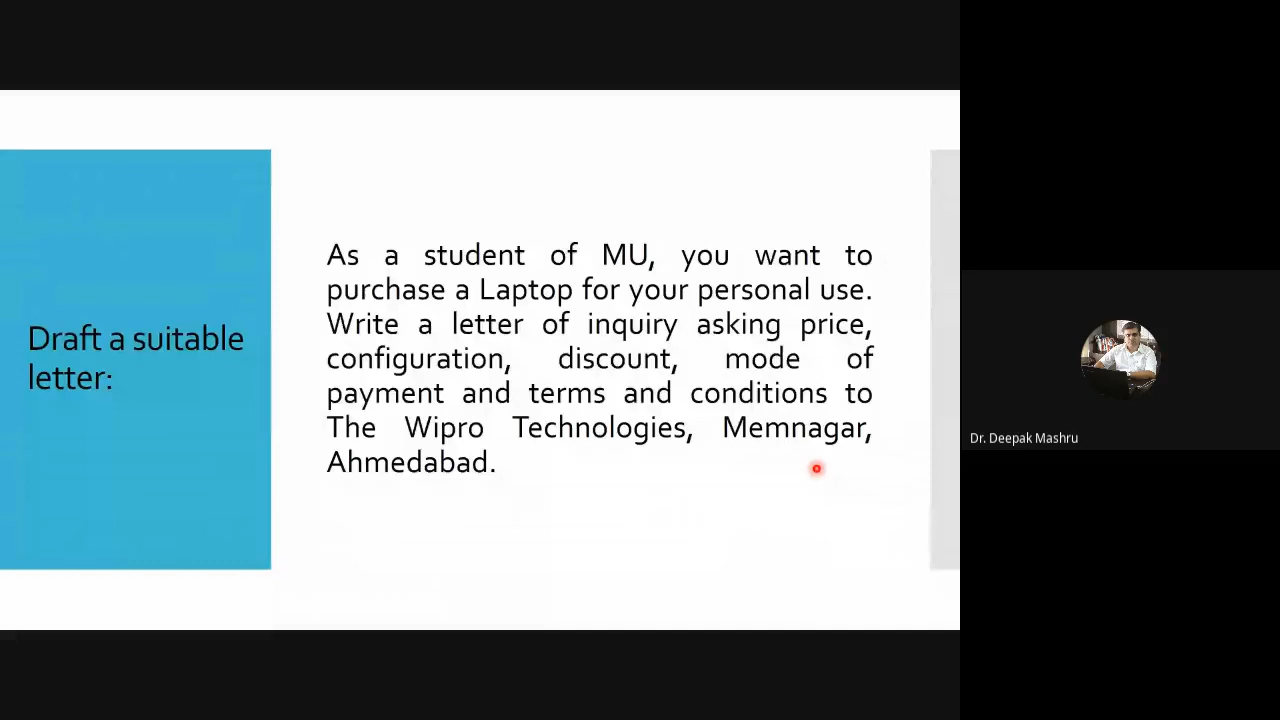 Draft a suitable
letter:
As a student of MU, you want to
purchase a Laptop for your personal use.
Write a letter of inquiry asking price,
configuration, discount, mode of
payment and terms and conditions to
The Wipro Technologies, Memnagar,
Ahmedabad.
Dr. Deepak Mashru